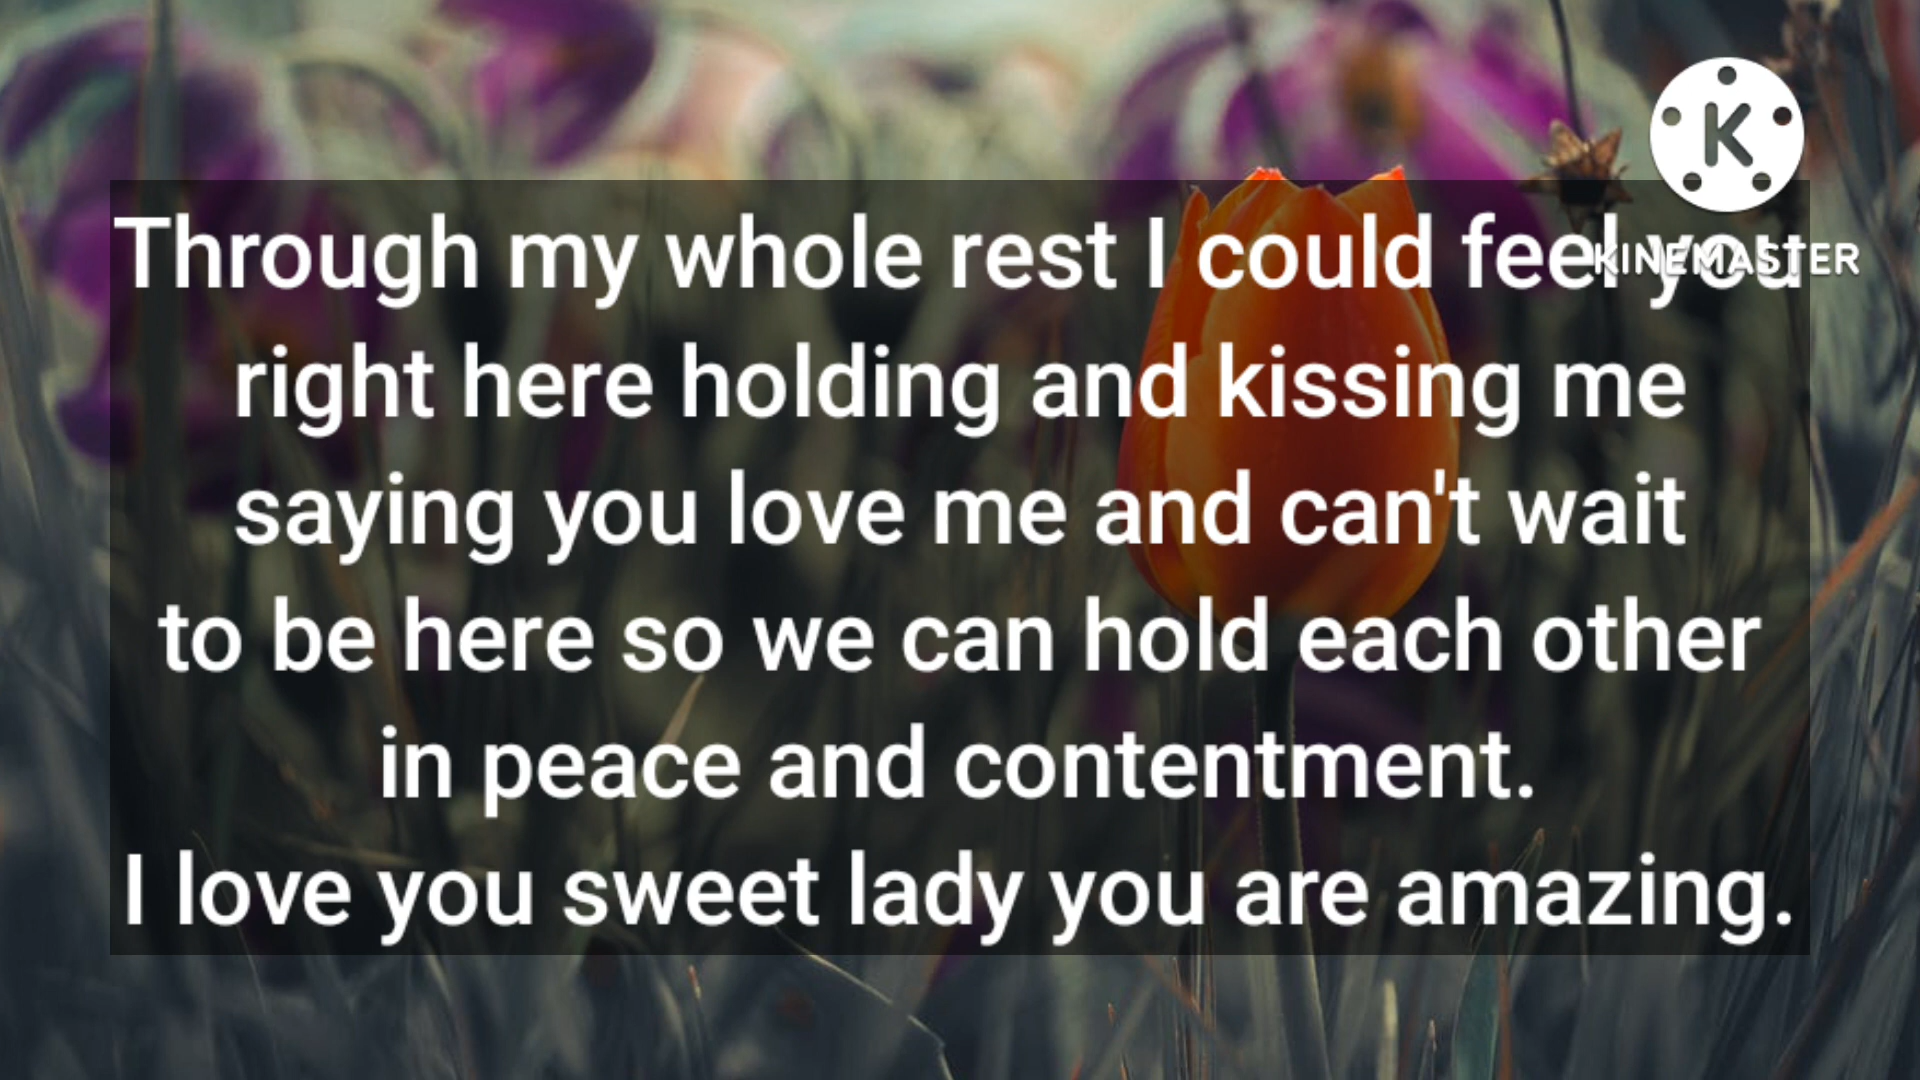 K
KINEMASTER
Through my whole rest I could feel you
right here holding and kissing me
saying you love me and can't wait
to be here so we can hold each other
in peace and contentment.
I love you sweet lady you are amazing.